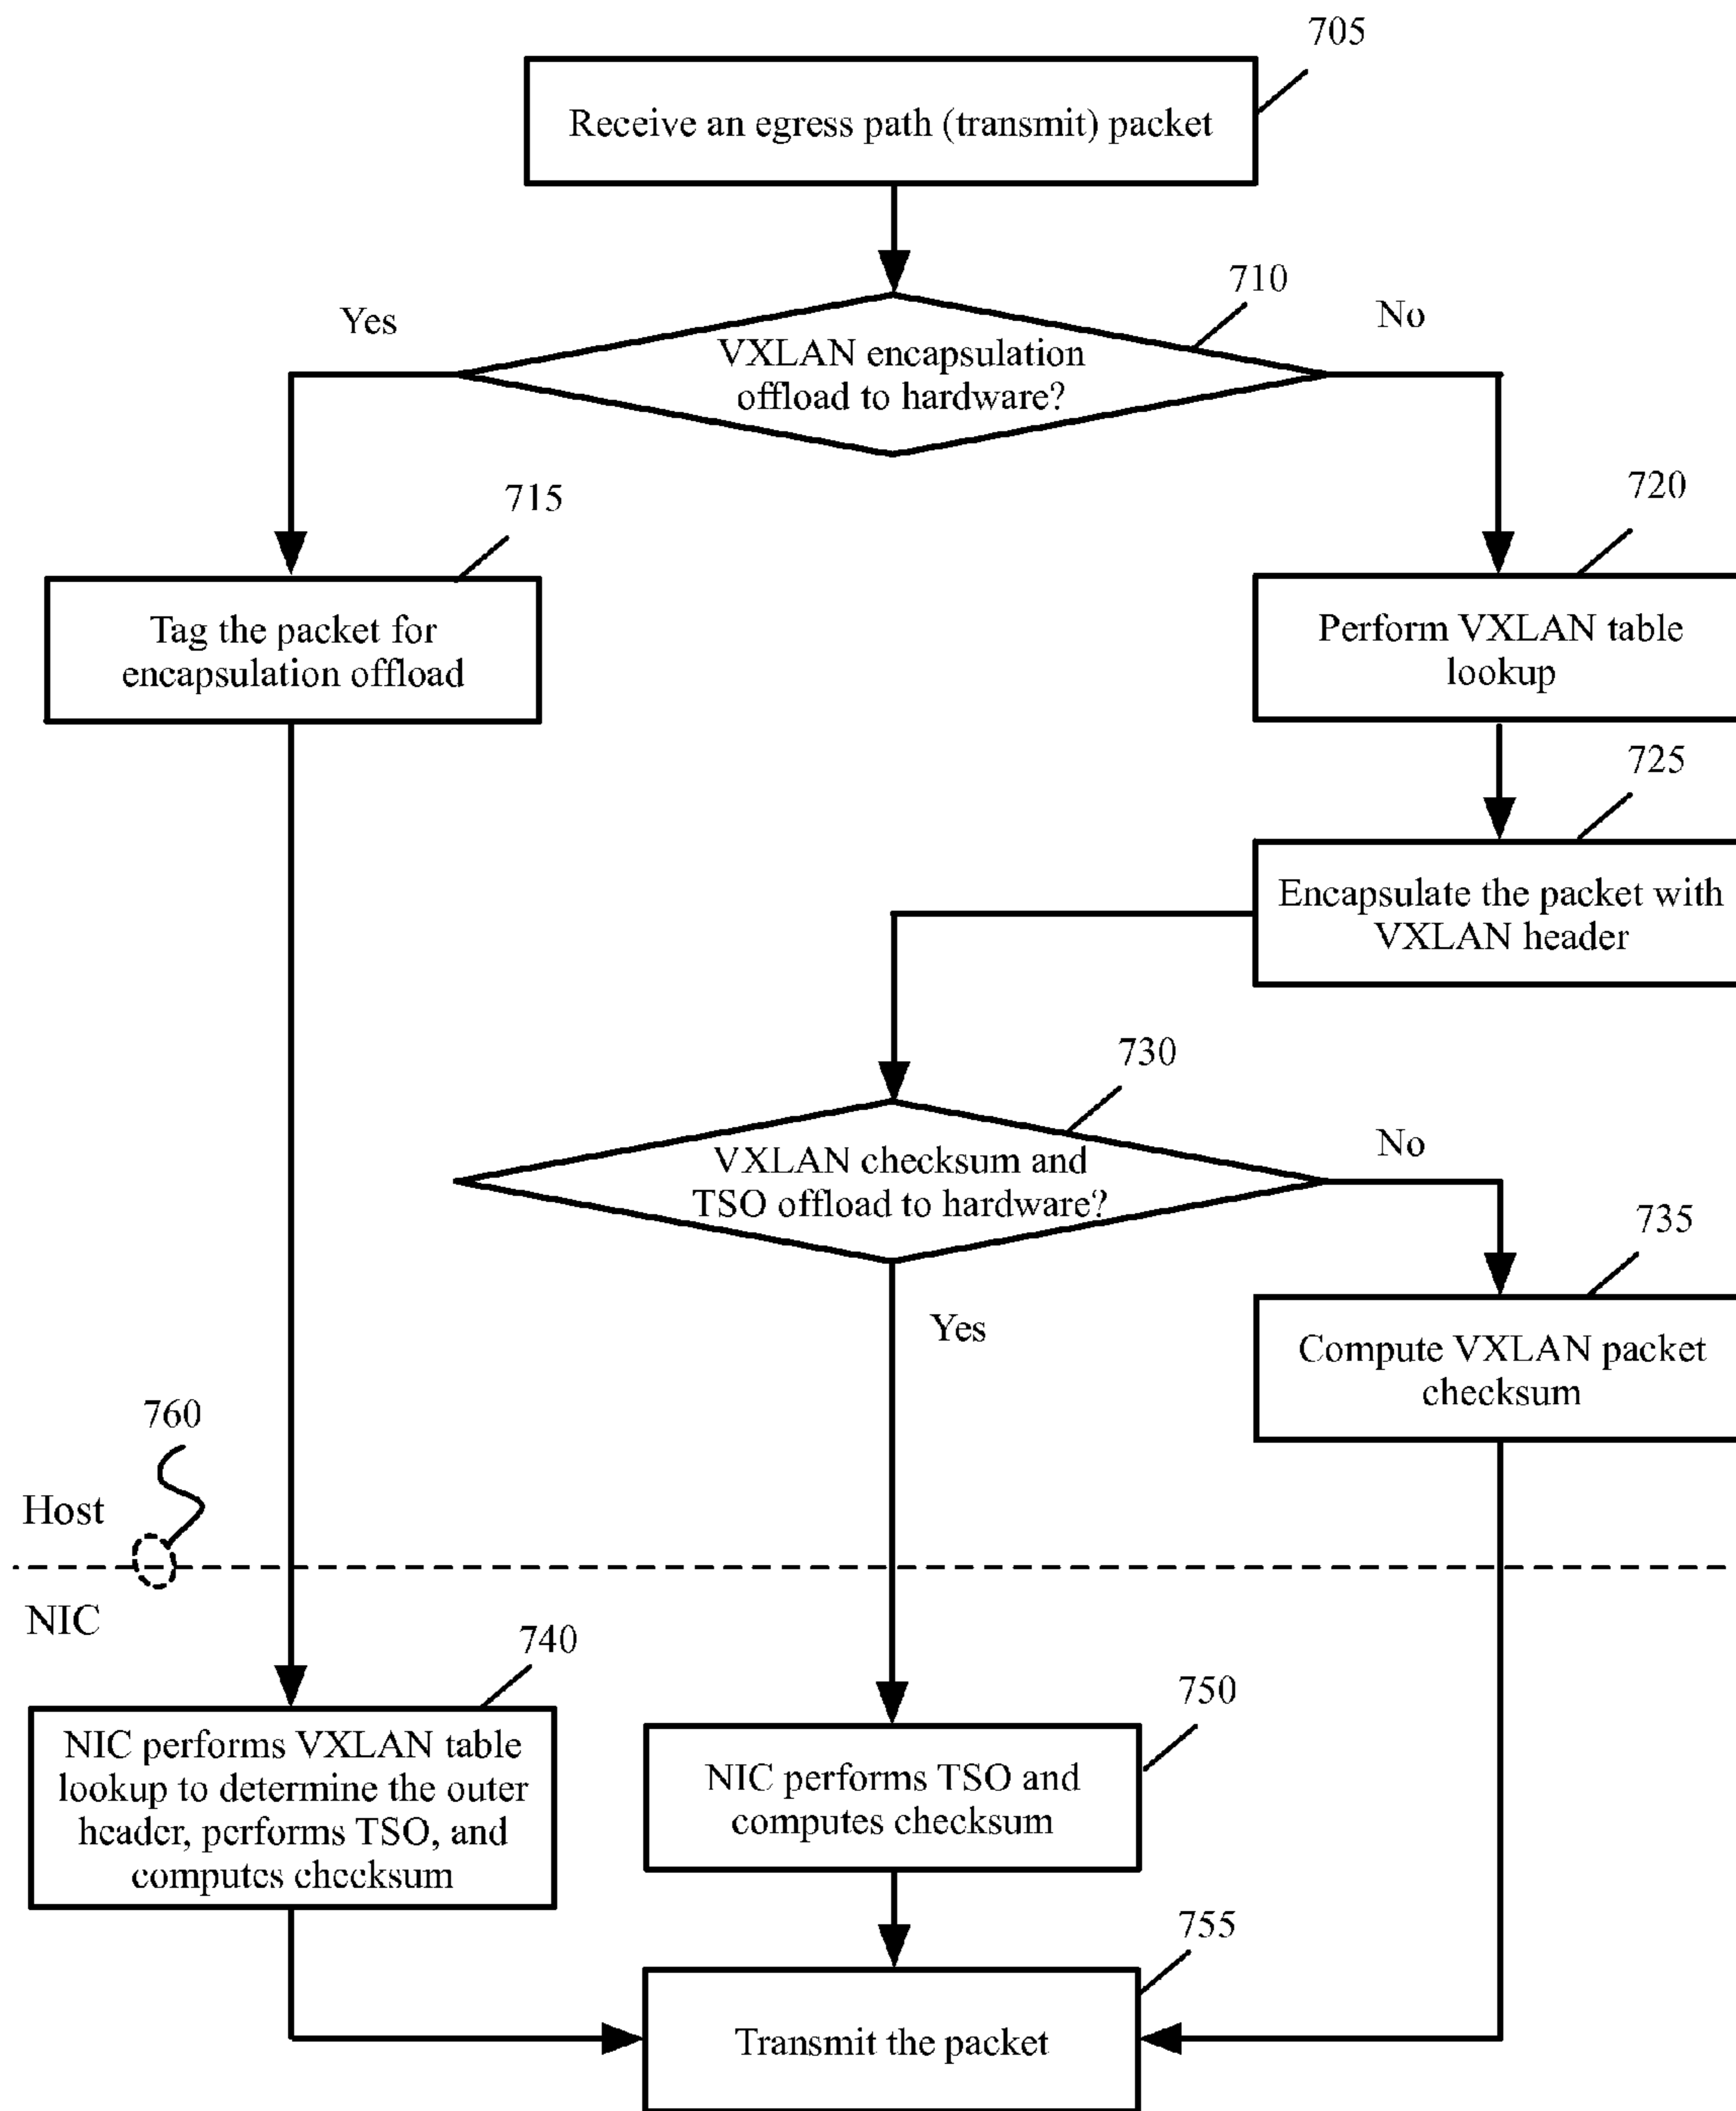 705
Receive an egress path (transmit) packet
710
Yes
No
VXLAN encapsulation
offload to hardware?
715
720
Tag the packet for
encapsulation offload
Perform VXLAN table
lookup
725
Encapsulate the packet with
VXLAN header
730
No
VXLAN checksum and
TSO offload to hardware?
735
Yes
Compute VXLAN packet
checksum
760
Host
NIC
740
NIC performs VXLAN table
lookup to determine the outer
header, performs TSO, and
computes checksum
750
NIC performs TSO and
computes checksum
755
Transmit the packet